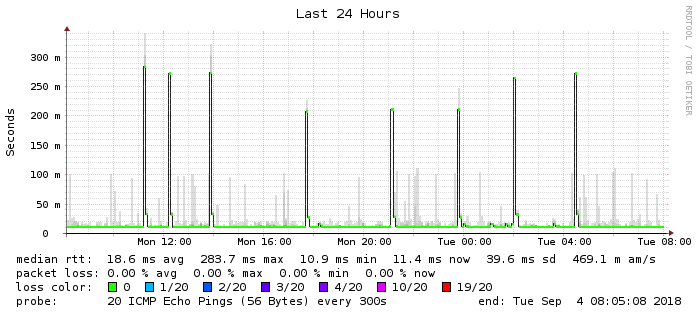 Last 24 Hours
RRDTOOL / TOBI OETIKER
Seconds
300 m
250 m
200 m
150 m
100 m
50 m
0
Mon 12:00 Mon 16:00 Mon 20:00 Tue 00:00 Tue 04:00 Tue 08:00
median rtt: 18.6 ms avg 283.7 ms max 10.9 ms min 11.4 ms now 39.6 ms sd 469.1 m am/s
packet loss: 0.00 % avg 0.00 % max 0.00 % min 0.00 % now
loss color: 0 1/20 2/20 3/20 4/20 10/20 19/20
probe: 20 ICMP Echo Pings (56 Bytes) every 300s end: Tue Sep 4 08:05:08 2018